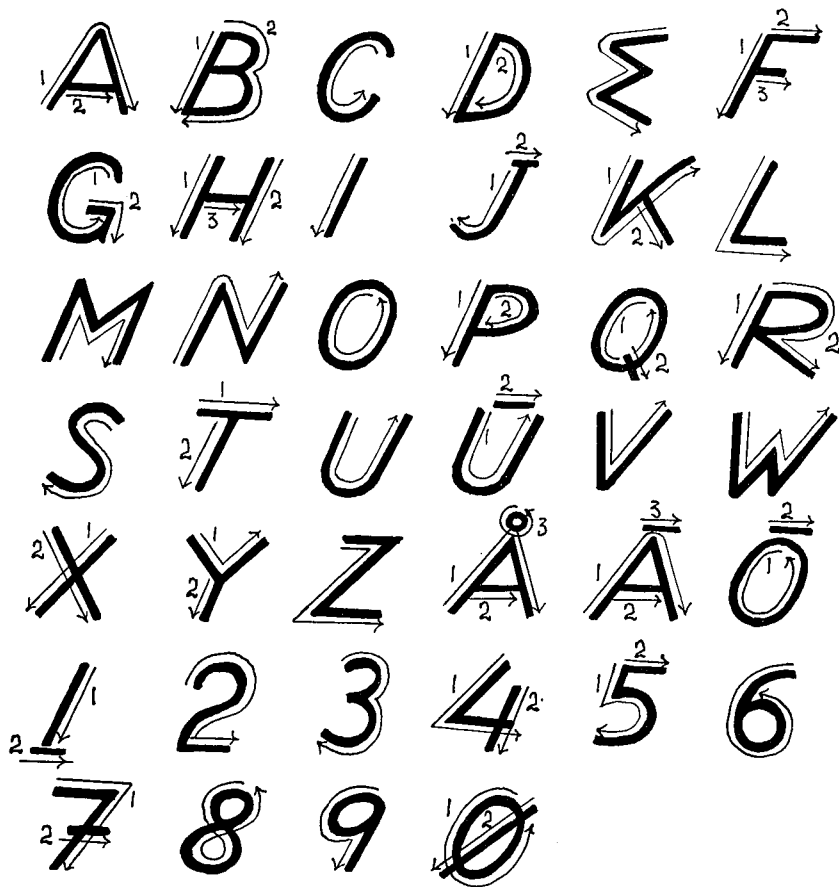 A B C D E F
G H I J K L
M N O P Q R
S T U Ū V W
X Y Z Å Ā Ō
1 2 3 4 5 6
7 8 9 Ø